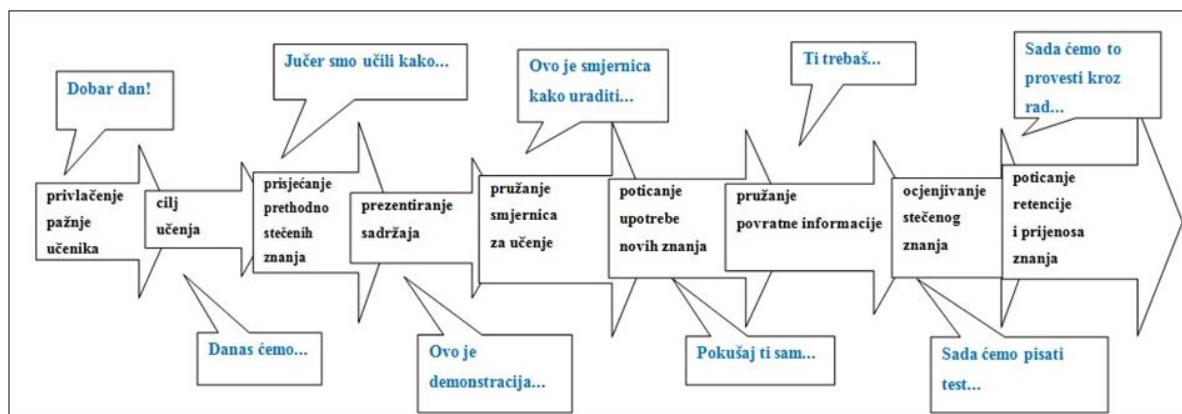 Dobar dan!
Jučer smo učili kako...
Ovo je smjernica
kako uraditi...
Ti trebaš...
Sada ćemo to
provesti kroz
rad...
privlačenje
pažnje
učenika
cilj
učenja
prisjećanje
prethodno
stečenih
znanja
prezentiranje
sadržaja
pružanje
smjernica
za učenje
poticanje
upotrebe
novih znanja
pružanje
povratne informacije
ocjenjivanje
stečenog
znanja
poticanje
retencije
i prijenosa
znanja
Danas ćemo...
Ovo je
demonstracija...
Pokušaj ti sam...
Sada ćemo pisati
test...